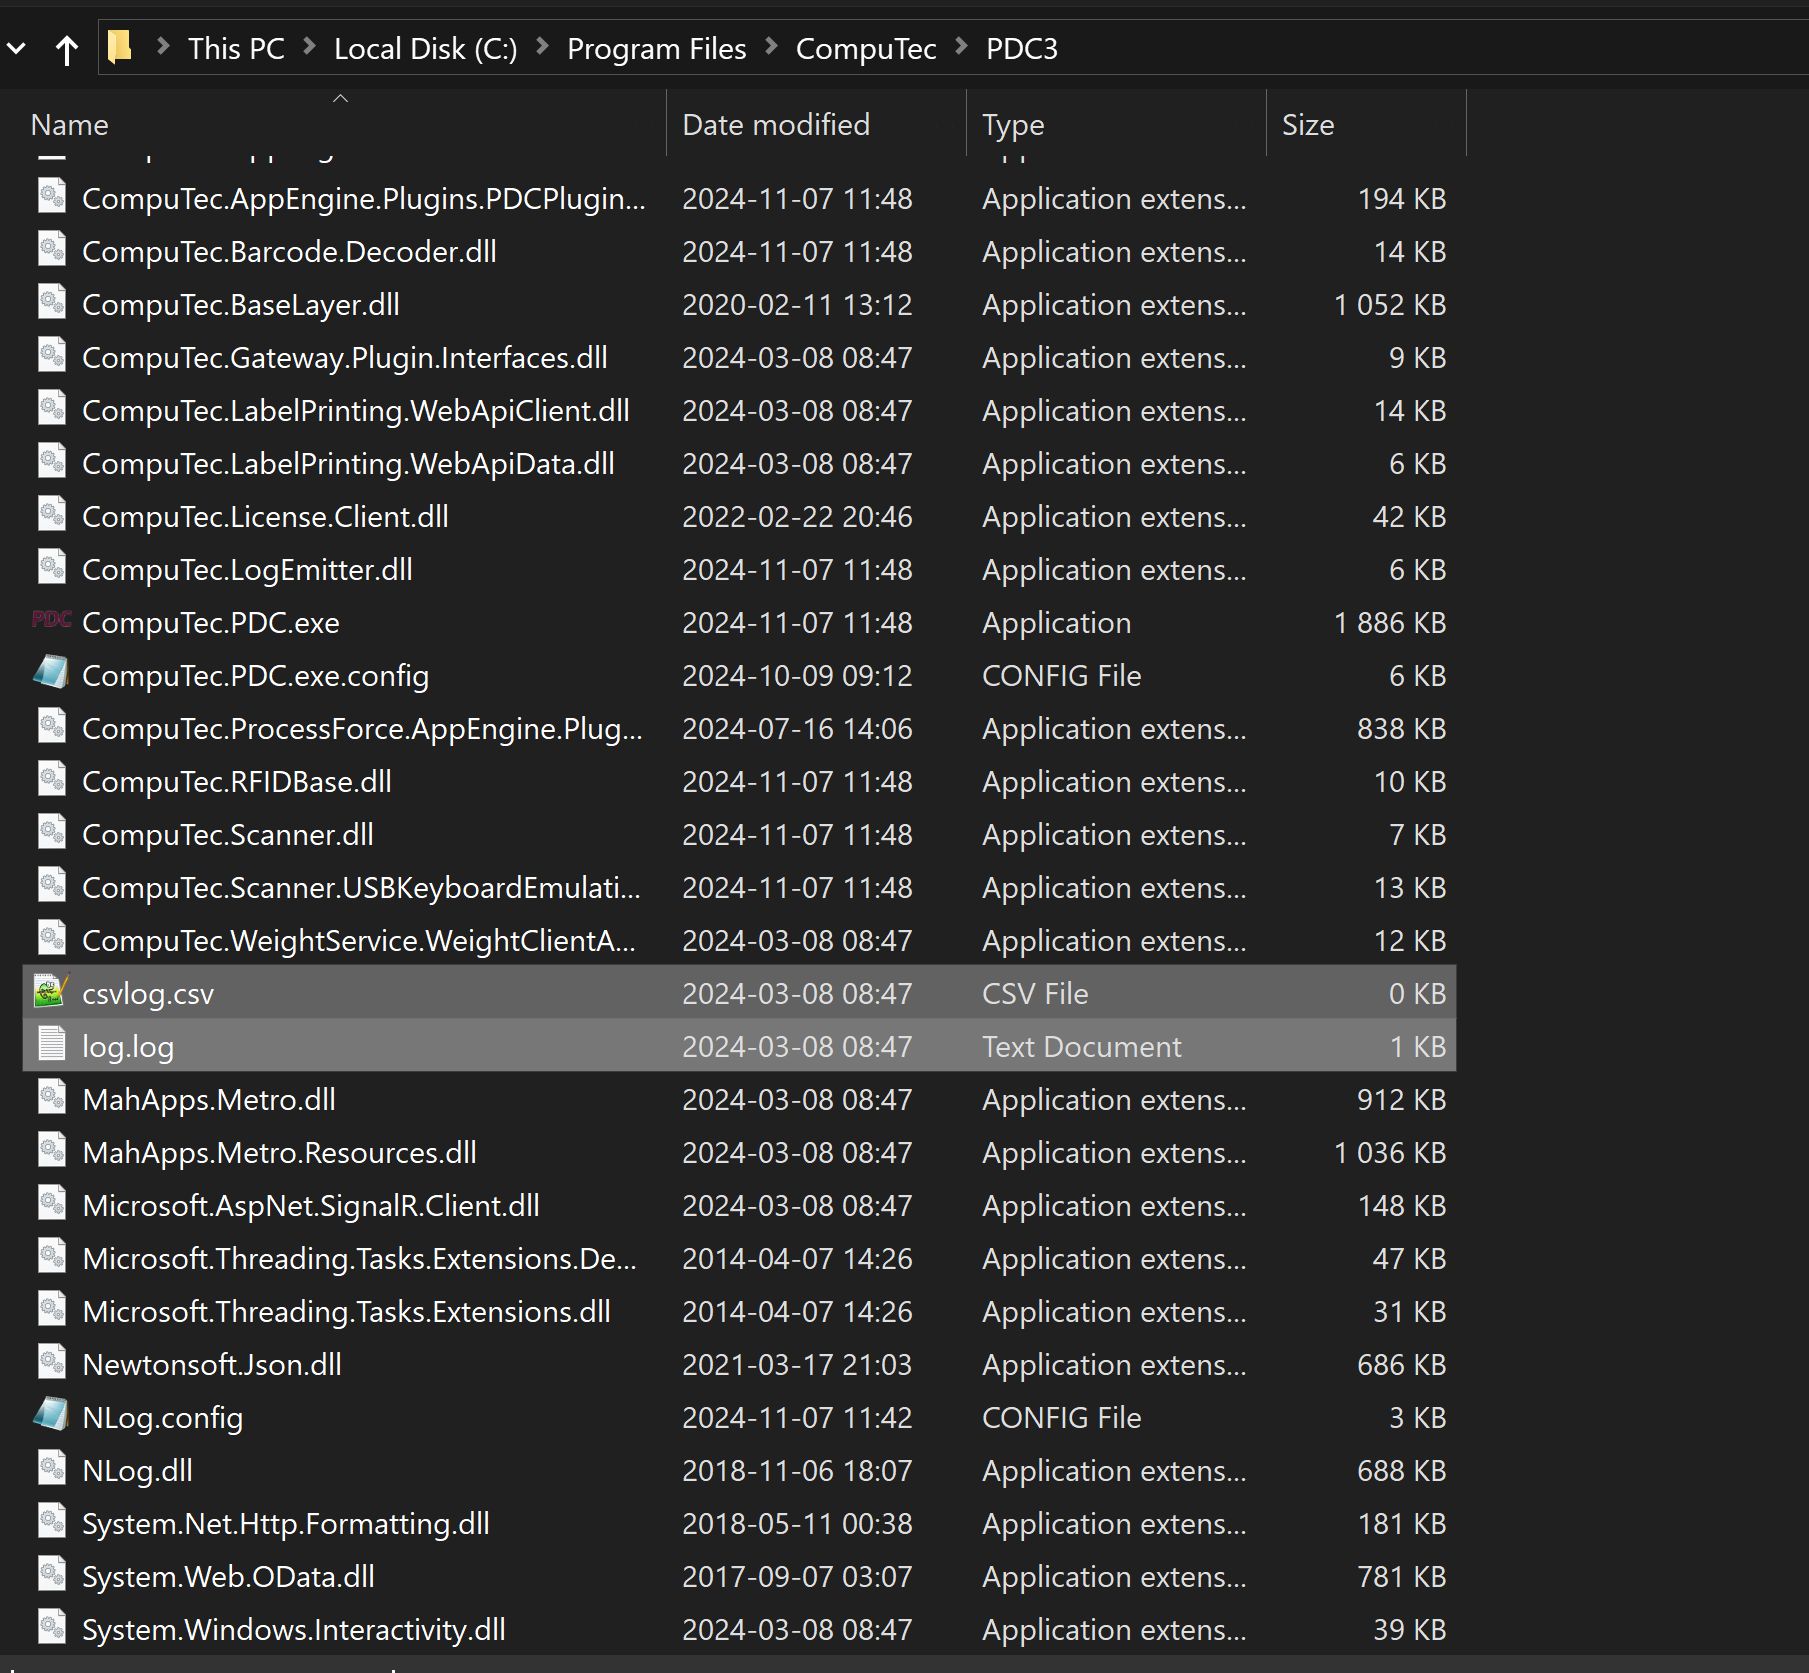 This PC > Local Disk (C:) > Program Files > CompuTec > PDC3
Name Date modified Type Size
CompuTec.AppEngine.Plugins.PDCPlugin... 2024-11-07 11:48 Application extens... 194 KB
CompuTec.Barcode.Decoder.dll 2024-11-07 11:48 Application extens... 14 KB
CompuTec.BaseLayer.dll 2020-02-11 13:12 Application extens... 1 052 KB
CompuTec.Gateway.Plugin.Interfaces.dll 2024-03-08 08:47 Application extens... 9 KB
CompuTec.LabelPrinting.WebApiClient.dll 2024-03-08 08:47 Application extens... 14 KB
CompuTec.LabelPrinting.WebApiData.dll 2024-03-08 08:47 Application extens... 6 KB
CompuTec.License.Client.dll 2022-02-22 20:46 Application extens... 42 KB
CompuTec.LogEmitter.dll 2024-11-07 11:48 Application extens... 6 KB
PDC CompuTec.PDC.exe 2024-11-07 11:48 Application 1 886 KB
CompuTec.PDC.exe.config 2024-10-09 09:12 CONFIG File 6 KB
CompuTec.ProcessForce.AppEngine.Plug... 2024-07-16 14:06 Application extens... 838 KB
CompuTec.RFIDBase.dll 2024-11-07 11:48 Application extens... 10 KB
CompuTec.Scanner.dll 2024-11-07 11:48 Application extens... 7 KB
CompuTec.Scanner.USBKeyboardEmulati... 2024-11-07 11:48 Application extens... 13 KB
CompuTec.WeightService.WeightClientA... 2024-03-08 08:47 Application extens... 12 KB
csvlog.csv 2024-03-08 08:47 CSV File 0 KB
log.log 2024-03-08 08:47 Text Document 1 KB
MahApps.Metro.dll 2024-03-08 08:47 Application extens... 912 KB
MahApps.Metro.Resources.dll 2024-03-08 08:47 Application extens... 1 036 KB
Microsoft.AspNet.SignalR.Client.dll 2024-03-08 08:47 Application extens... 148 KB
Microsoft.Threading.Tasks.Extensions.De... 2014-04-07 14:26 Application extens... 47 KB
Microsoft.Threading.Tasks.Extensions.dll 2014-04-07 14:26 Application extens... 31 KB
Newtonsoft.Json.dll 2021-03-17 21:03 Application extens... 686 KB
NLog.config 2024-11-07 11:42 CONFIG File 3 KB
NLog.dll 2018-11-06 18:07 Application extens... 688 KB
System.Net.Http.Formatting.dll 2018-05-11 00:38 Application extens... 181 KB
System.Web.OData.dll 2017-09-07 03:07 Application extens... 781 KB
System.Windows.Interactivity.dll 2024-03-08 08:47 Application extens... 39 KB